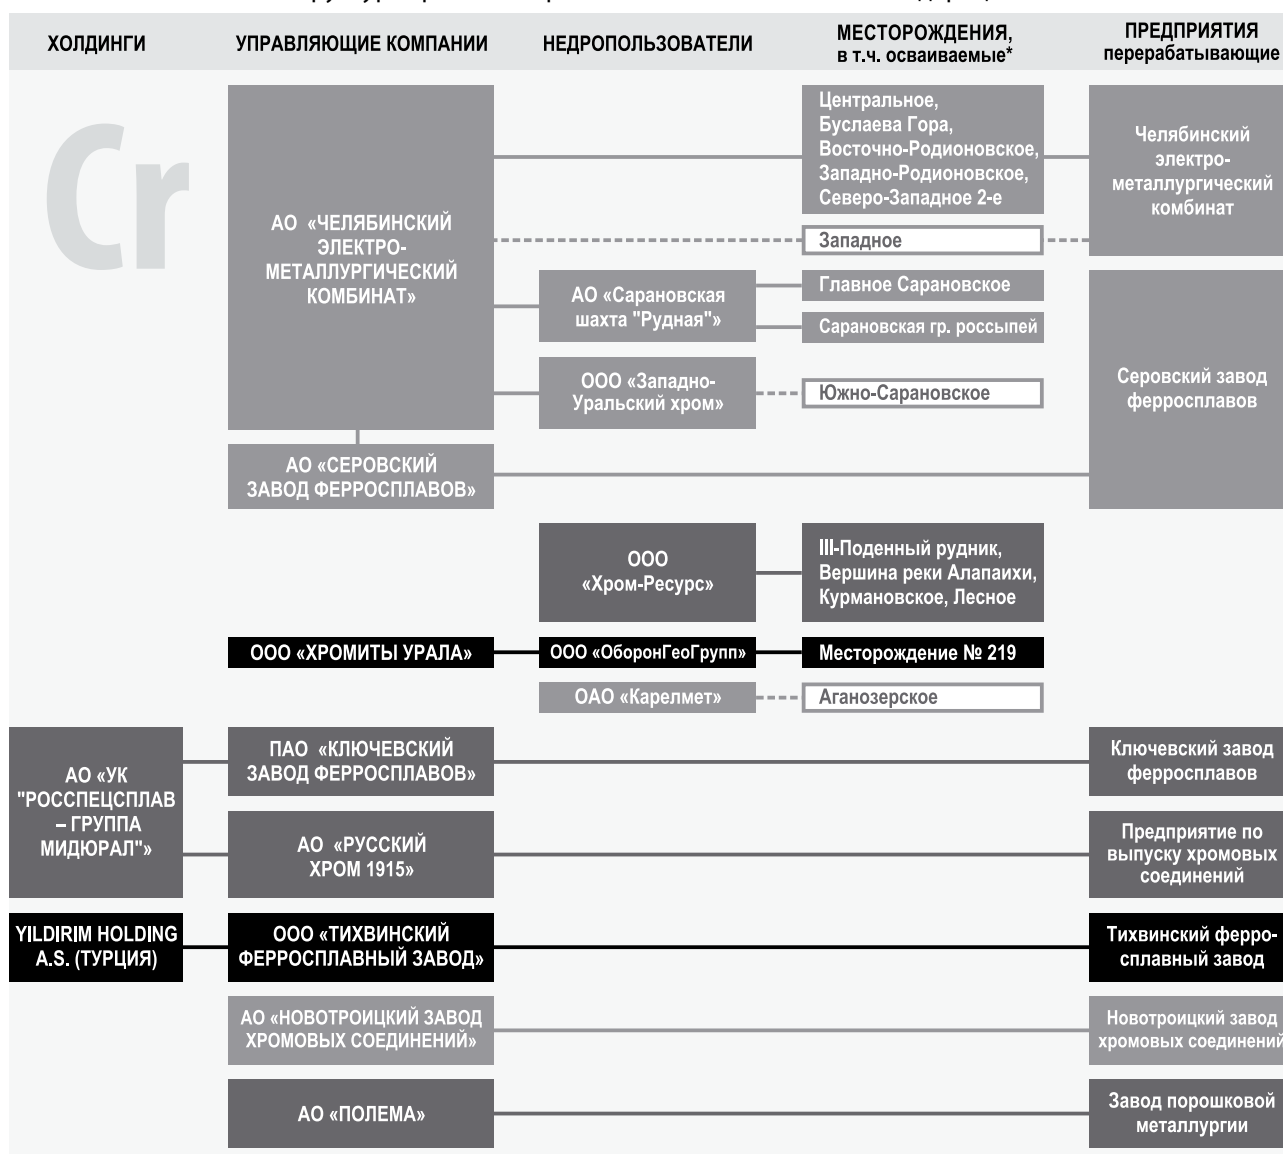 ХОЛДИНГИ
УПРАВЛЯЮЩИЕ КОМПАНИИ
НЕДРОПОЛЬЗОВАТЕЛИ
МЕСТОРОЖДЕНИЯ,
в т.ч. осваиваемые*
ПРЕДПРИЯТИЯ
перерабатывающие
Cr
АО «ЧЕЛЯБИНСКИЙ
ЭЛЕКТРО-
МЕТАЛЛУРГИЧЕСКИЙ
КОМБИНАТ»
Центральное,
Буслаева Гора,
Восточно-Родионовское,
Западно-Родионовское,
Северо-Западное 2-е
Челябинский
электро-
металлургический
комбинат
Западное
АО «Сарановская
шахта "Рудная"»
Главное Сарановское
Сарановская гр. россыпей
ООО «Западно-
Уральский хром»
Южно-Сарановское
Серовский завод
ферросплавов
АО «СЕРОВСКИЙ
ЗАВОД ФЕРРОСПЛАВОВ»
ООО
«Хром-Ресурс»
III-Поденный рудник,
Вершина реки Алапаихи,
Курмановское, Лесное
ООО «ХРОМИТЫ УРАЛА»
ООО «ОборонГеоГрупп»
Месторождение № 219
ОАО «Карелмет»
Аганозерское
АО «УК
"РОССПЕЦСПЛАВ
– ГРУППА
МИДЮРАЛ"»
ПАО «КЛЮЧЕВСКИЙ
ЗАВОД ФЕРРОСПЛАВОВ»
Ключевский завод
ферросплавов
АО «РУССКИЙ
ХРОМ 1915»
Предприятие по
выпуску хромовых
соединений
YILDIRIM HOLDING
A.S. (ТУРЦИЯ)
ООО «ТИХВИНСКИЙ
ФЕРРОСПЛАВНЫЙ ЗАВОД»
Тихвинский ферро-
сплавный завод
АО «НОВОТРОИЦКИЙ ЗАВОД
ХРОМОВЫХ СОЕДИНЕНИЙ»
Новотроицкий завод
хромовых соединений
АО «ПОЛЕМА»
Завод порошковой
металлургии